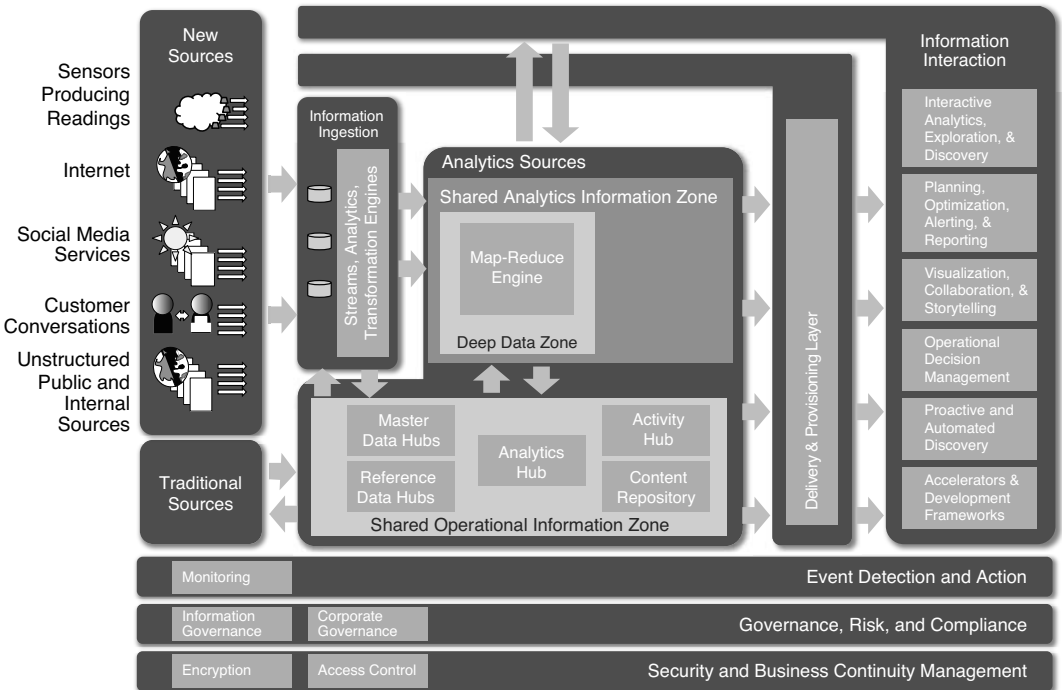 New
Sources
Sensors
Producing
Readings
Internet
Social Media
Services
Customer
Conversations
Unstructured
Public and
Internal
Sources
Traditional
Sources
Information
Ingestion
Streams, Analytics,
Transformation Engines
Analytics Sources
Shared Analytics Information Zone
Map-Reduce
Engine
Deep Data Zone
Master
Data Hubs
Reference
Data Hubs
Analytics
Hub
Activity
Hub
Content
Repository
Shared Operational Information Zone
Delivery & Provisioning Layer
Information
Interaction
Interactive
Analytics,
Exploration, &
Discovery
Planning,
Optimization,
Alerting, &
Reporting
Visualization,
Collaboration, &
Storytelling
Operational
Decision
Management
Proactive and
Automated
Discovery
Accelerators &
Development
Frameworks
Monitoring
Event Detection and Action
Information
Governance
Corporate
Governance
Governance, Risk, and Compliance
Encryption
Access Control
Security and Business Continuity Management